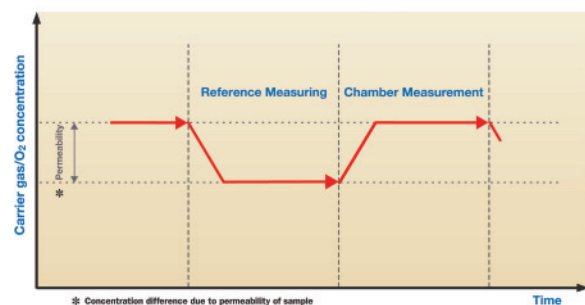 Reference Measuring
Chamber Measurement
Carrier gas/O₂ concentration
Permeability
*
* Concentration difference due to permeability of sample
Time